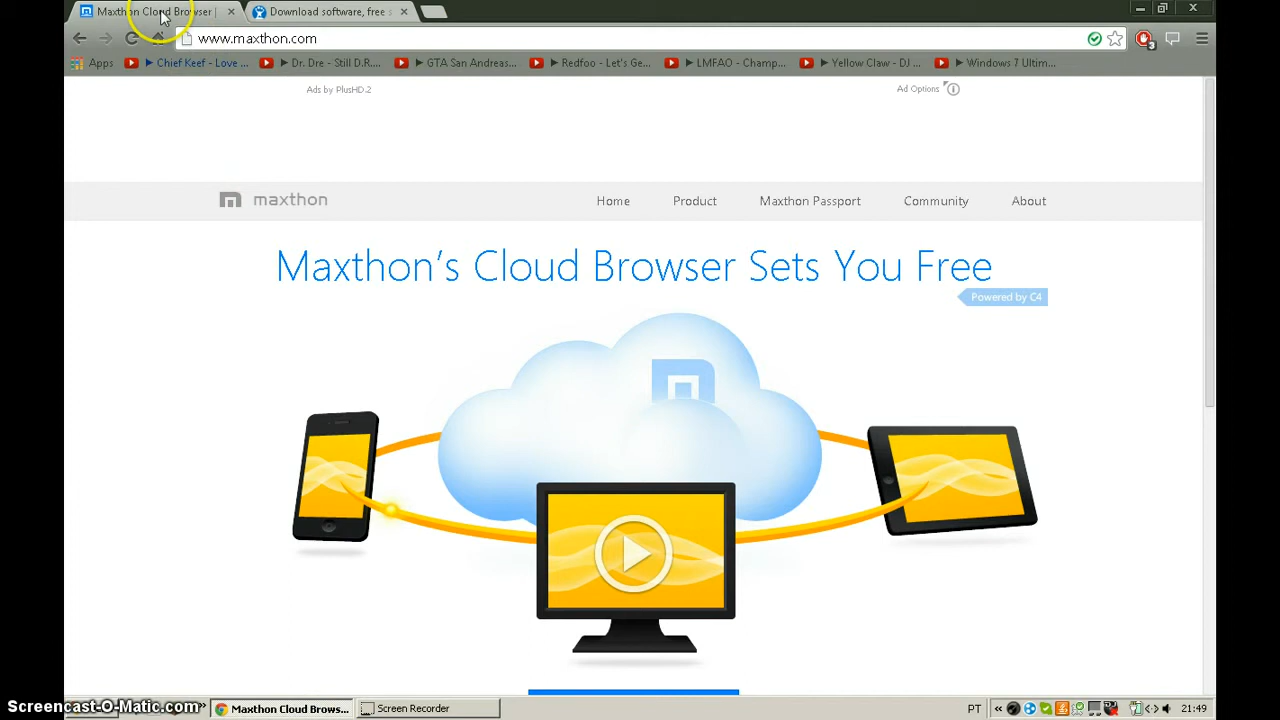 Maxthon Cloud Browser |
Download software, free s
www.maxthon.com
3
Apps
Chief Keef - Love ...
Dr. Dre - Still D.R....
GTA San Andreas...
Redfoo - Let's Ge...
LMFAO - Champ...
Yellow Claw - DJ ...
Windows 7 Ultim...
Ads by PlusHD.2
Ad Options
maxthon
Home
Product
Maxthon Passport
Community
About
Maxthon's Cloud Browser Sets You Free
Powered by C4
Screencast-O-Matic.com
Maxthon Cloud Brows...
Screen Recorder
PT
21:49